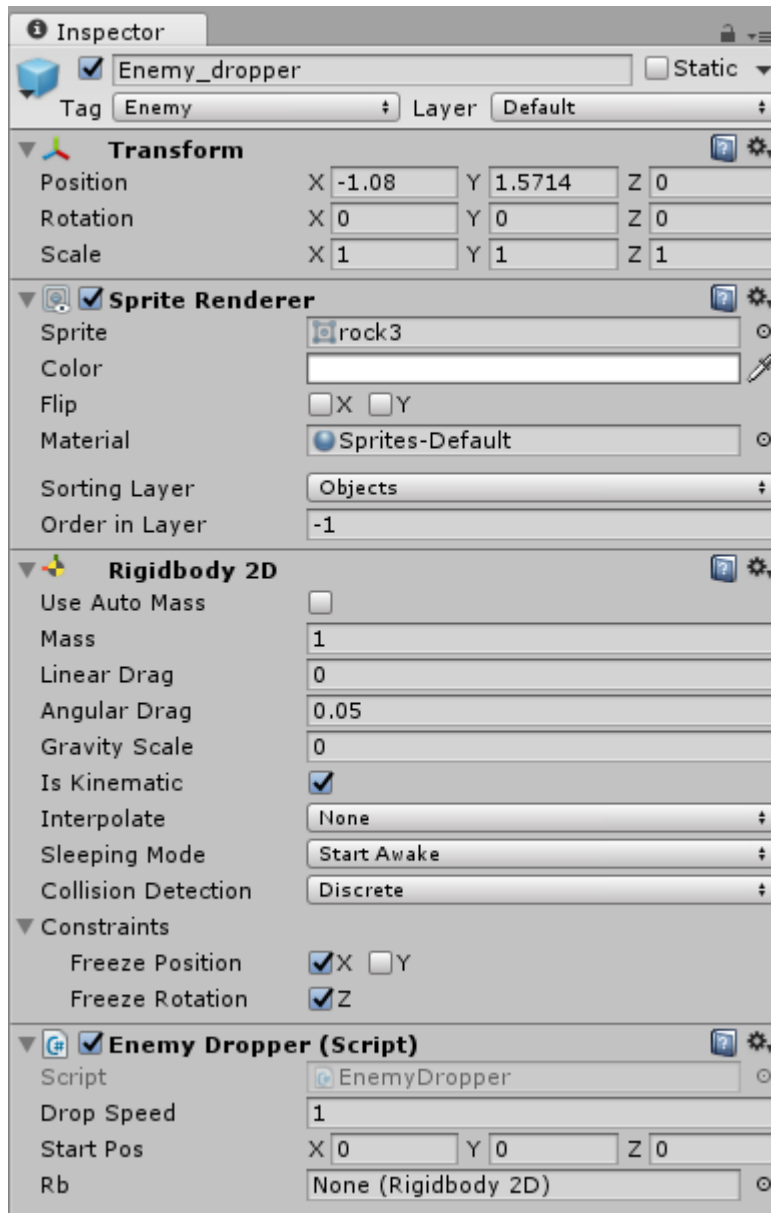 Inspector
Enemy_dropper Static
Tag Enemy Layer Default
Transform
Position X -1.08 Y 1.5714 Z 0
Rotation X 0 Y 0 Z 0
Scale X 1 Y 1 Z 1
Sprite Renderer
Sprite rock3
Color
Flip X Y
Material Sprites-Default
Sorting Layer Objects
Order in Layer -1
Rigidbody 2D
Use Auto Mass
Mass 1
Linear Drag 0
Angular Drag 0.05
Gravity Scale 0
Is Kinematic
Interpolate None
Sleeping Mode Start Awake
Collision Detection Discrete
Constraints
Freeze Position X Y
Freeze Rotation Z
Enemy Dropper (Script)
Script EnemyDropper
Drop Speed 1
Start Pos X 0 Y 0 Z 0
Rb None (Rigidbody 2D)